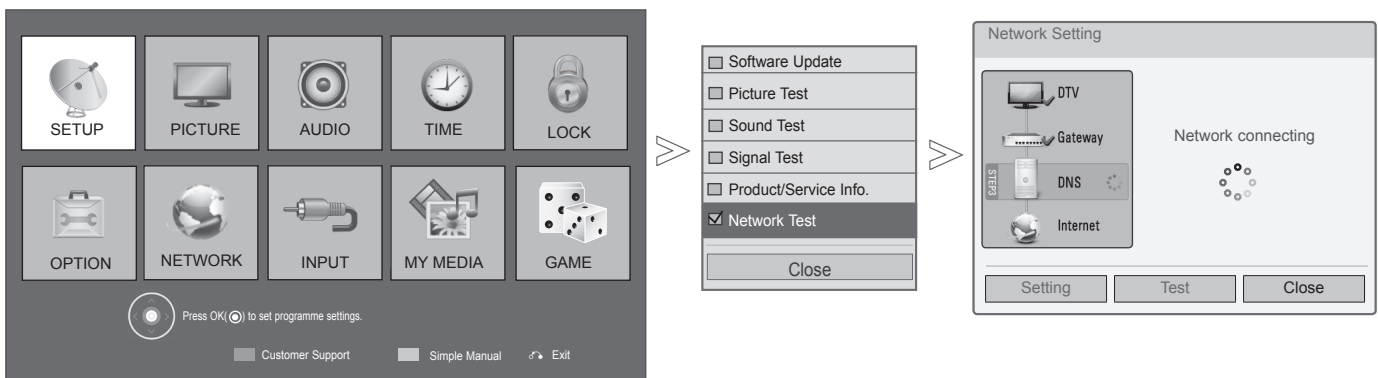 SETUP PICTURE AUDIO TIME LOCK
OPTION NETWORK INPUT MY MEDIA GAME
Press OK(◉) to set programme settings.
Customer Support Simple Manual Exit
Software Update
Picture Test
Sound Test
Signal Test
Product/Service Info.
Network Test
Close
Network Setting
DTV
Gateway
STEP3
DNS
Internet
Network connecting
Setting Test Close